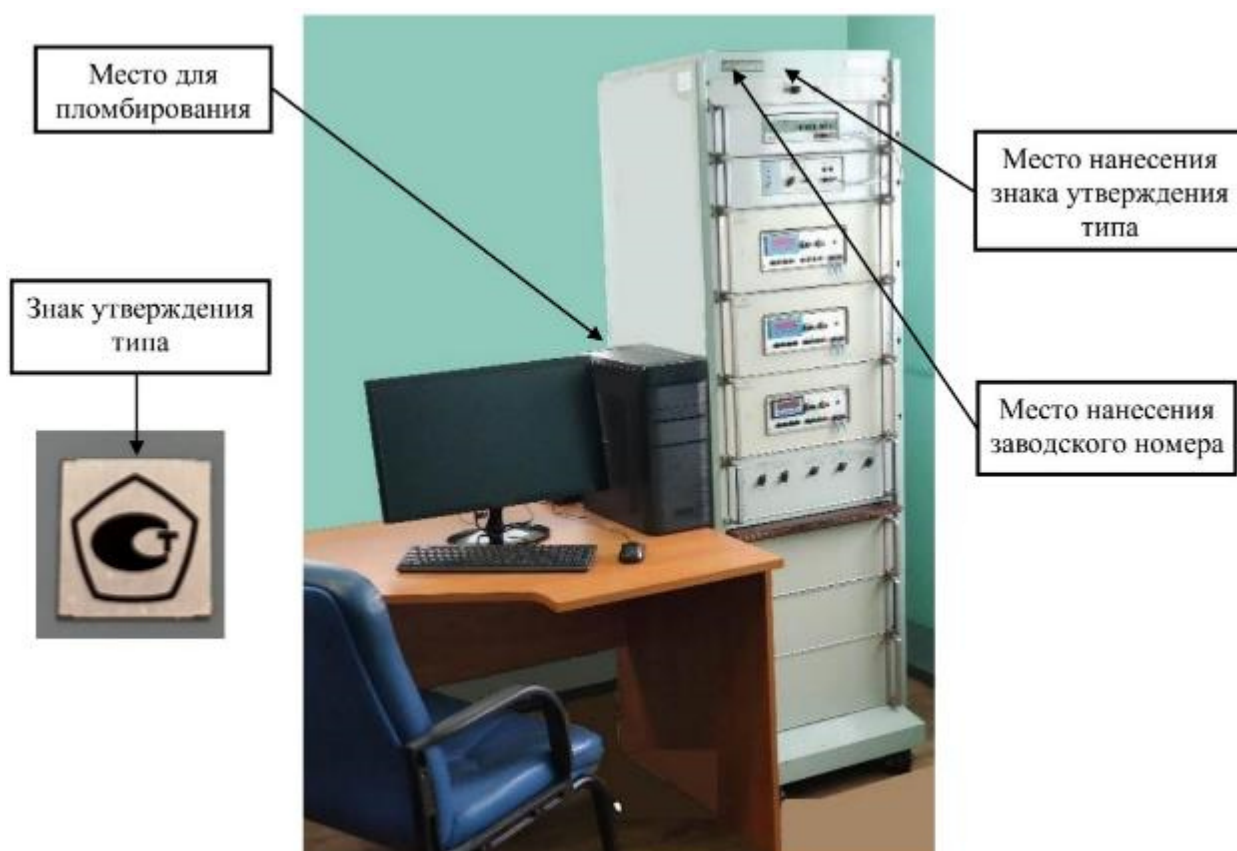 Место для
пломбирования
Место нанесения
знака утверждения
типа
Знак утверждения
типа
Место нанесения
заводского номера